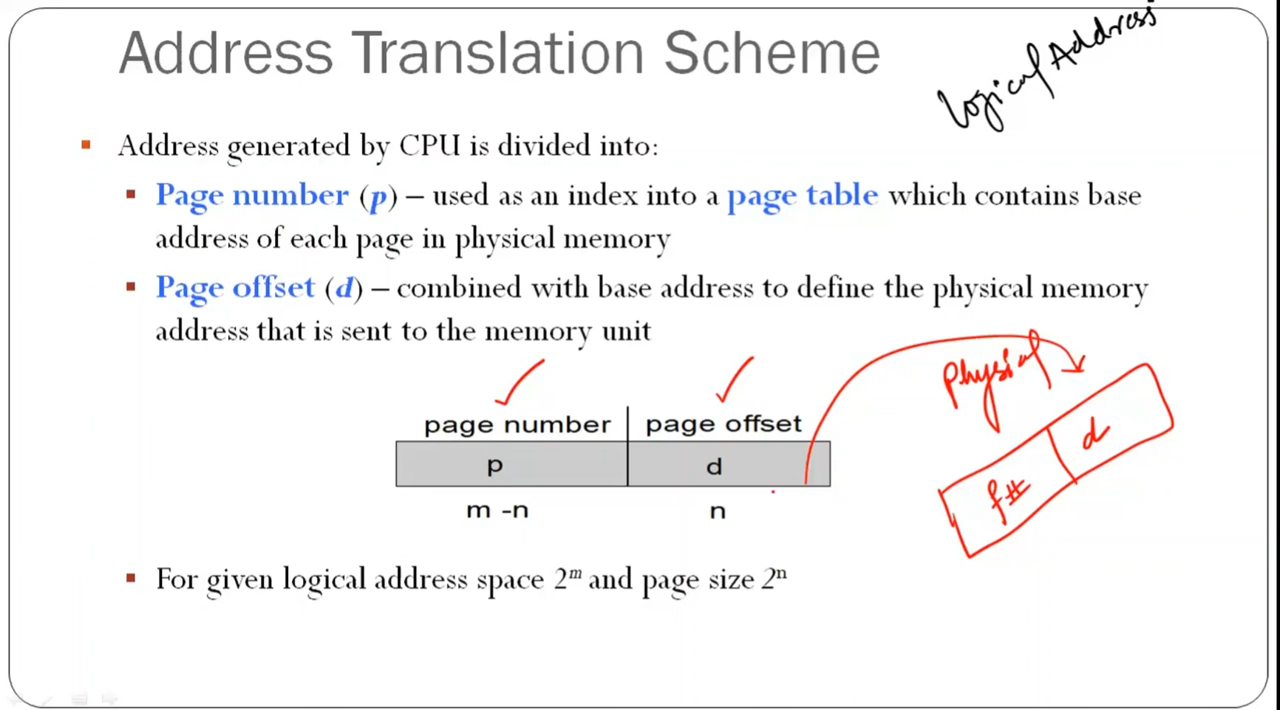 Address Translation Scheme
Logical Address
Address generated by CPU is divided into:
Page number (p) – used as an index into a page table which contains base
address of each page in physical memory
Page offset (d) – combined with base address to define the physical memory
address that is sent to the memory unit
Physical
page number page offset
p d
f# d
m -n n
For given logical address space 2^m and page size 2^n